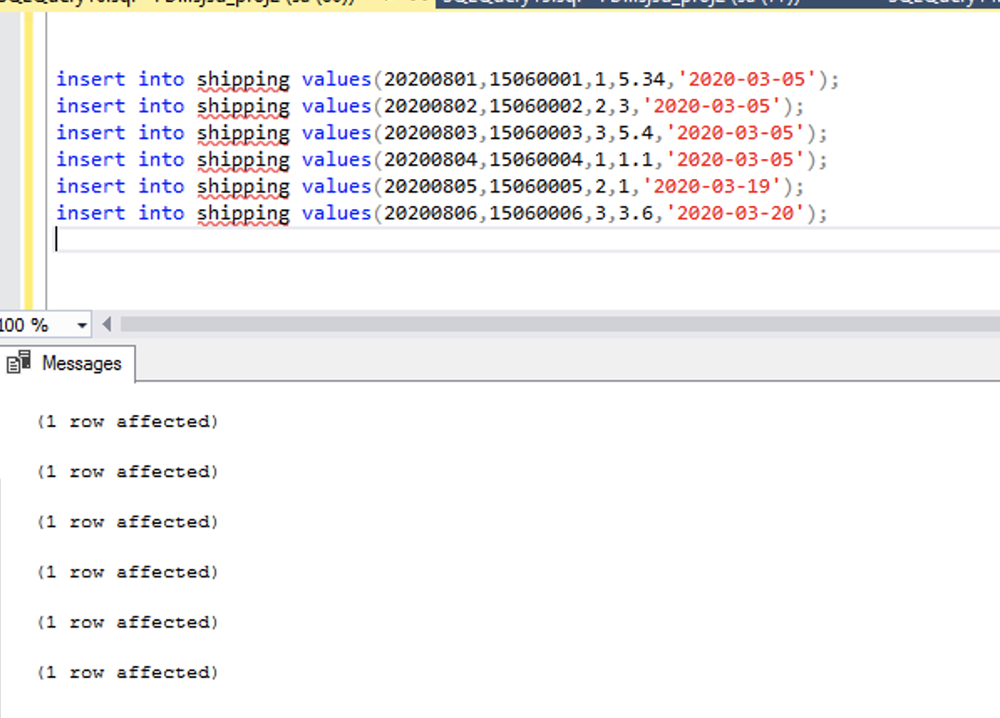 insert into shipping values(20200801,15060001,1,5.34,'2020-03-05');
insert into shipping values(20200802,15060002,2,3,'2020-03-05');
insert into shipping values(20200803,15060003,3,5.4,'2020-03-05');
insert into shipping values(20200804,15060004,1,1.1,'2020-03-05');
insert into shipping values(20200805,15060005,2,1,'2020-03-19');
insert into shipping values(20200806,15060006,3,3.6,'2020-03-20');
100 %
Messages
(1 row affected)
(1 row affected)
(1 row affected)
(1 row affected)
(1 row affected)
(1 row affected)